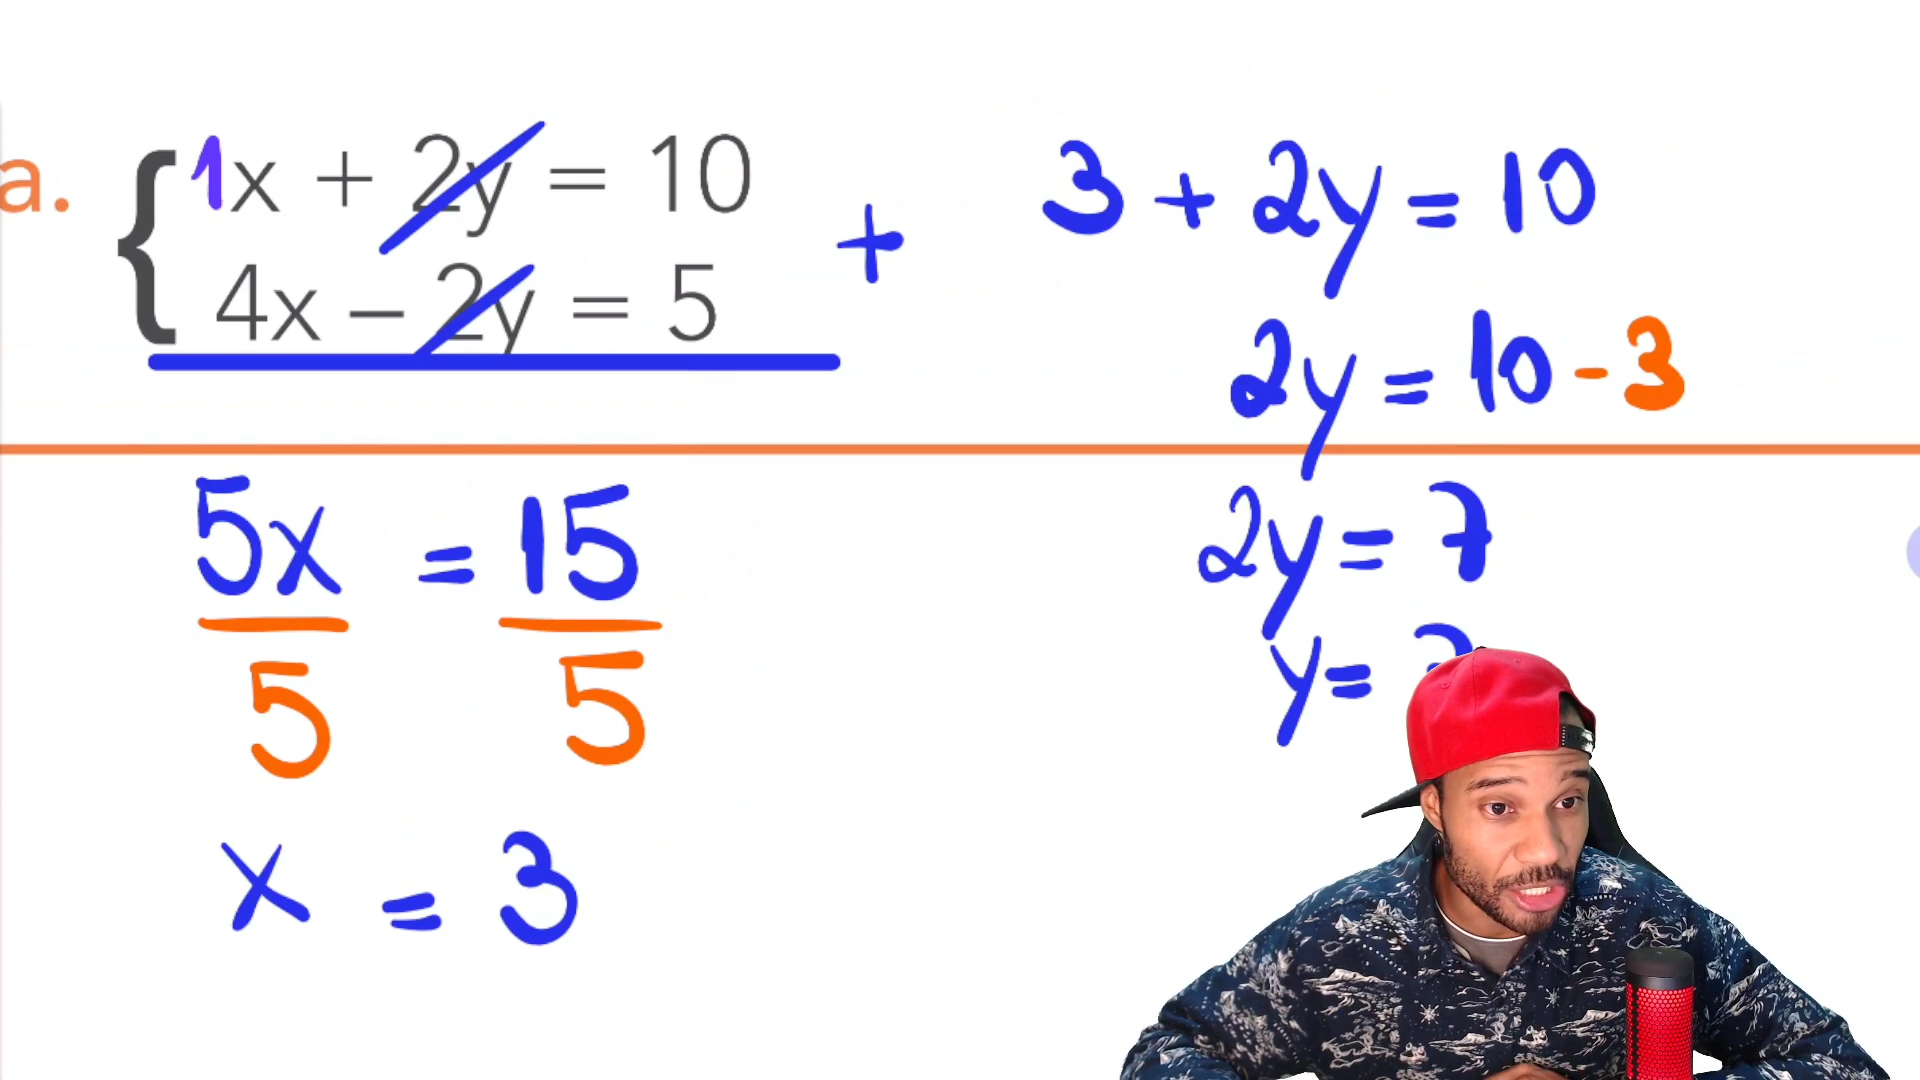 a. { 1x + 2y = 10
4x – 2y = 5
+
5x = 15
5 5
x = 3
3 + 2y = 10
2y = 10 - 3
2y = 7
y =